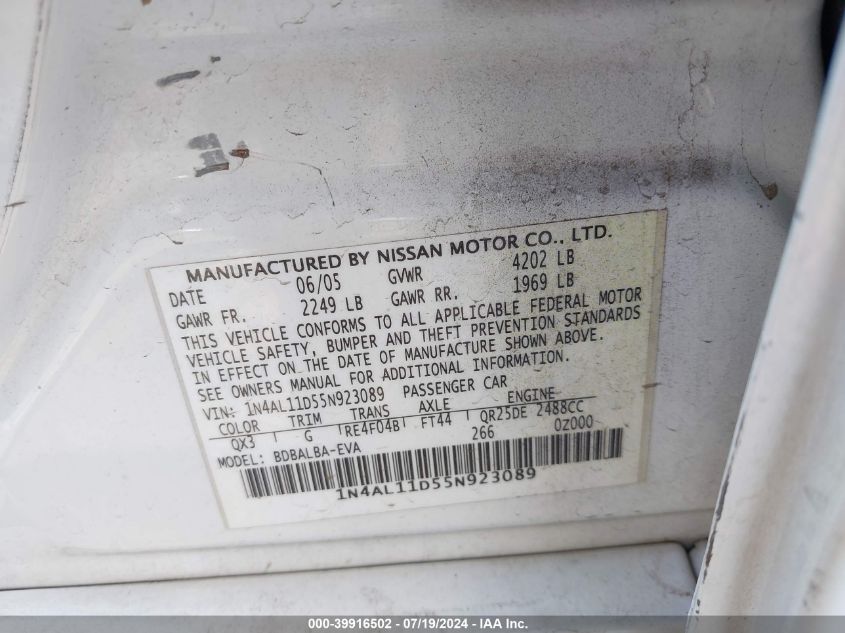 MANUFACTURED BY NISSAN MOTOR CO., LTD.
DATE 06/05 GVWR 4202 LB
GAWR FR. 2249 LB GAWR RR. 1969 LB
THIS VEHICLE CONFORMS TO ALL APPLICABLE FEDERAL MOTOR
VEHICLE SAFETY, BUMPER AND THEFT PREVENTION STANDARDS
IN EFFECT ON THE DATE OF MANUFACTURE SHOWN ABOVE.
SEE OWNERS MANUAL FOR ADDITIONAL INFORMATION.
VIN: 1N4AL11D55N923089 PASSENGER CAR
COLOR TRIM TRANS AXLE ENGINE
QX3 G RE4F04B FT44 QR25DE 2488CC
MODEL: BDBALBA-EVA 266 0Z000
1N4AL11D55N923089
000-39916502 - 07/19/2024 - IAA Inc.